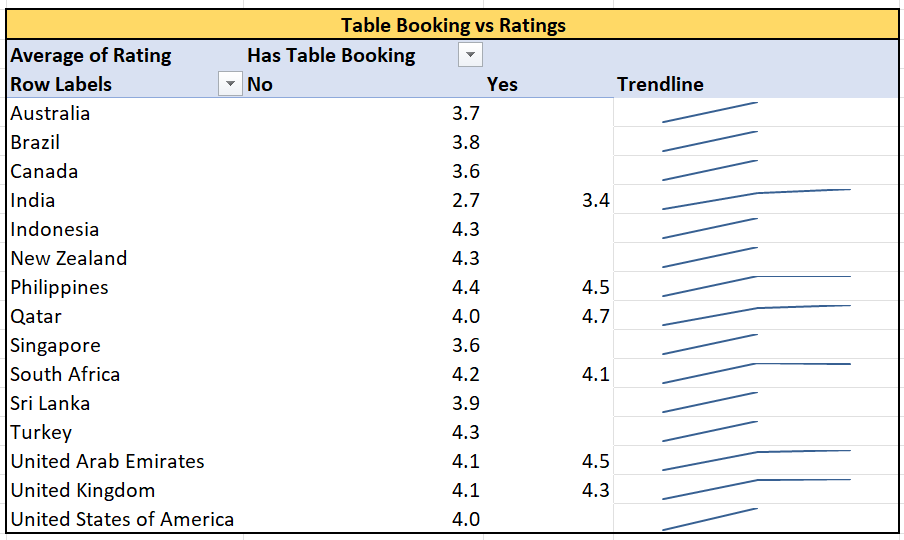 Table Booking vs Ratings
Average of Rating Has Table Booking
Row Labels No Yes Trendline
Australia 3.7
Brazil 3.8
Canada 3.6
India 2.7 3.4
Indonesia 4.3
New Zealand 4.3
Philippines 4.4 4.5
Qatar 4.0 4.7
Singapore 3.6
South Africa 4.2 4.1
Sri Lanka 3.9
Turkey 4.3
United Arab Emirates 4.1 4.5
United Kingdom 4.1 4.3
United States of America 4.0